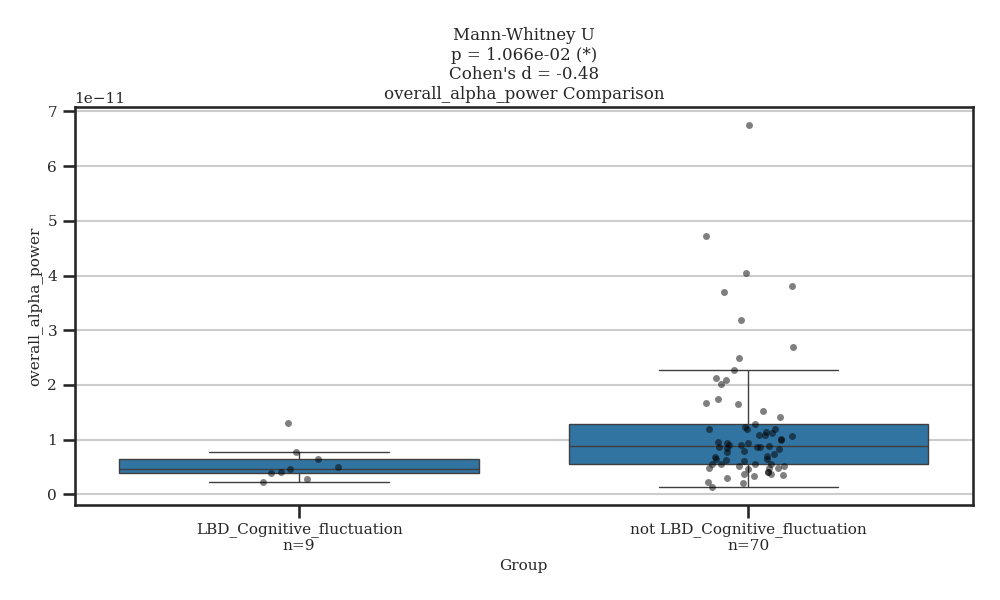 Mann-Whitney U
p = 1.066e-02 (*)
Cohen's d = -0.48
overall_alpha_power Comparison
1e−11
7
6
5
4
3
2
1
0
overall_alpha_power
LBD_Cognitive_fluctuation
n=9
not LBD_Cognitive_fluctuation
n=70
Group